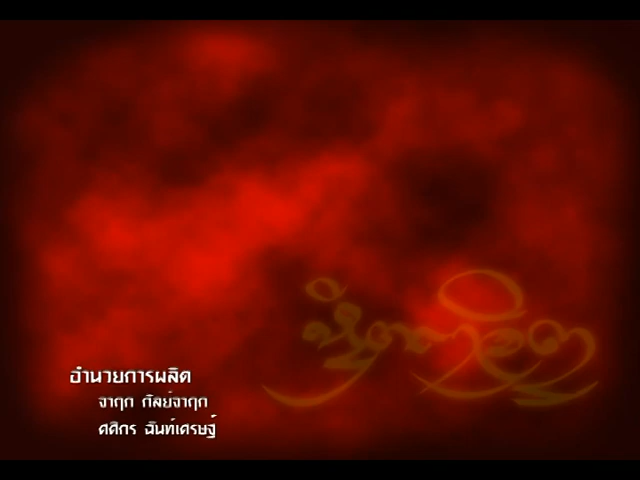 อำนวยการผลิต
จาฤก กัลย์จาฤก
ศศิกร ฉันท์เศรษฐ์